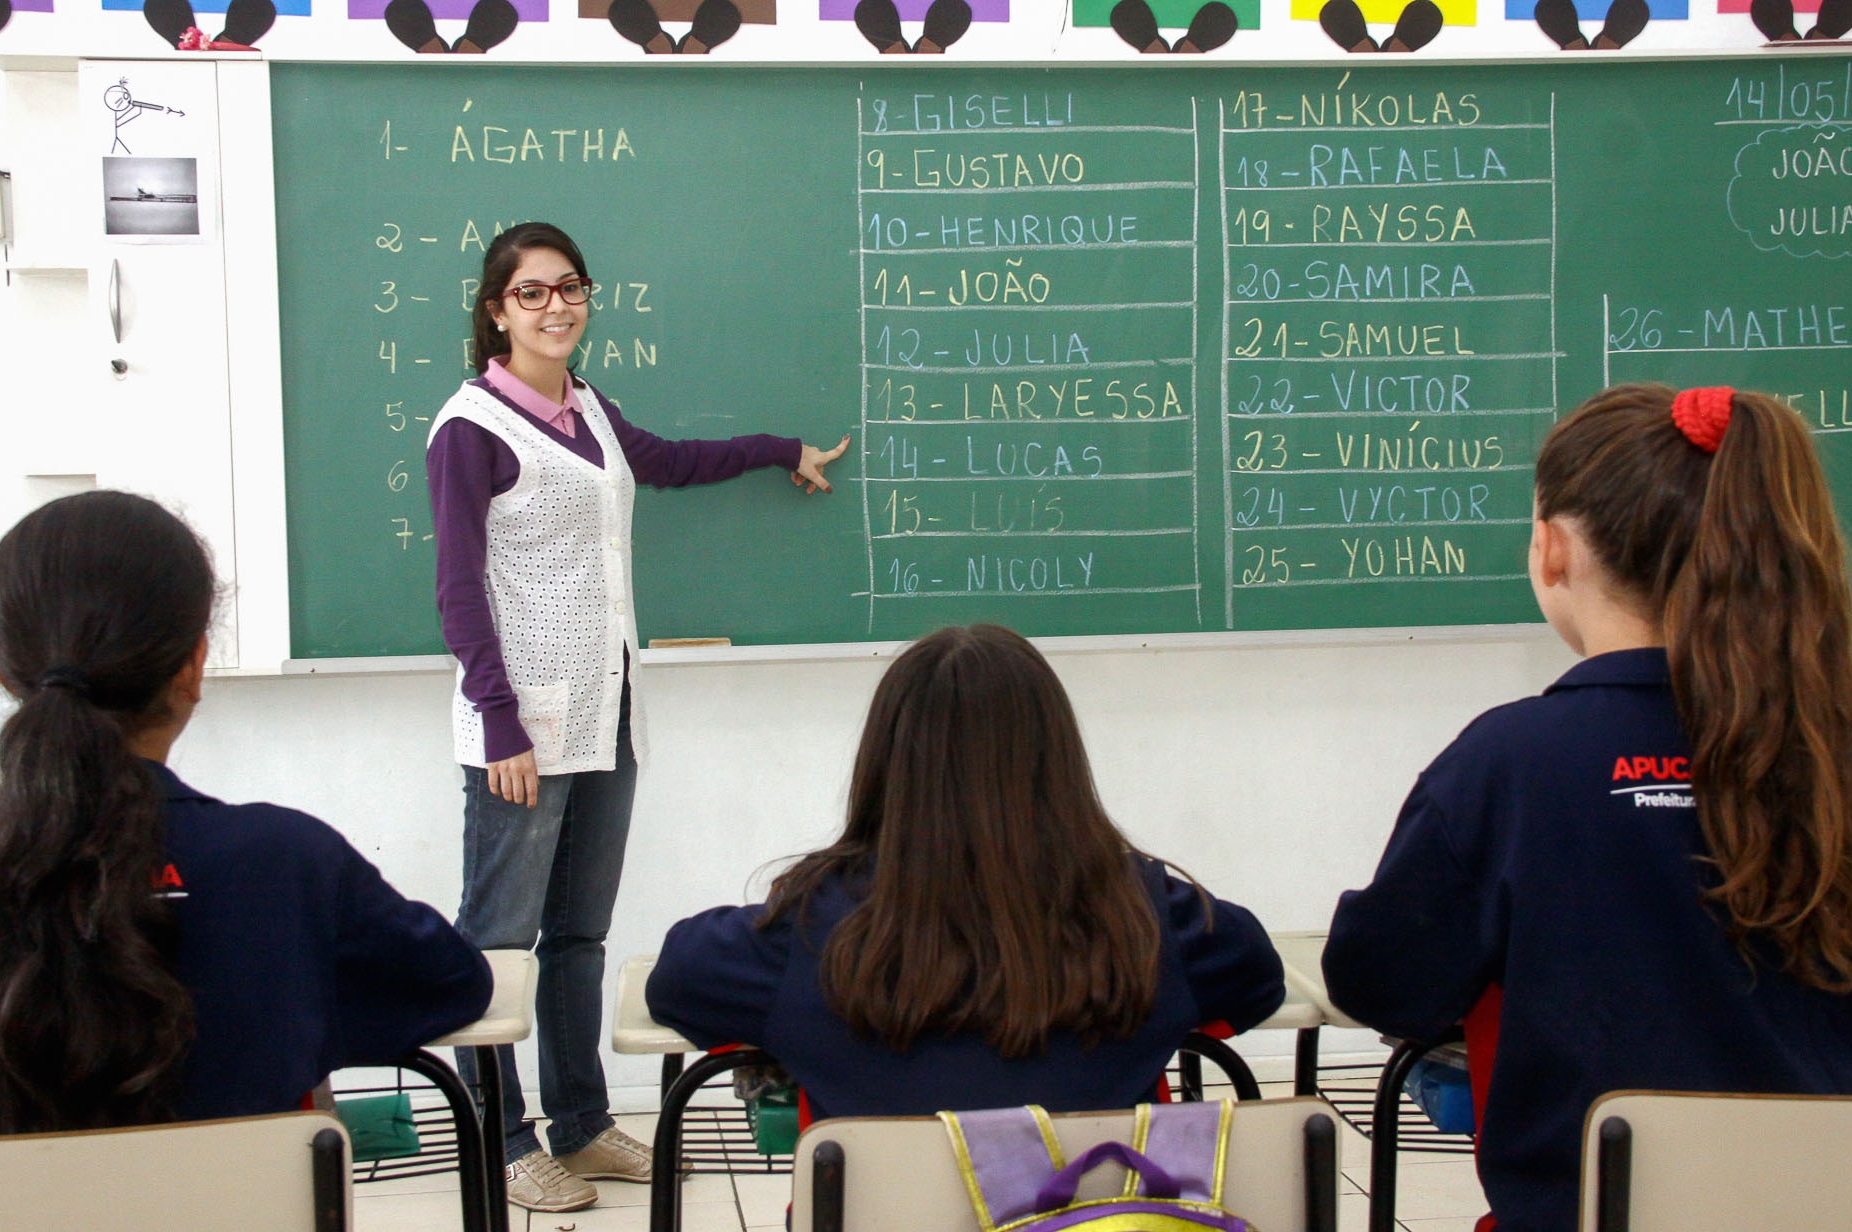 1- ÁGATHA
2 -
3 -
4 -
5-
6
7-
8-GISELLI
9-GUSTAVO
10-HENRIQUE
11-JOÃO
12-JULIA
13-LARYESSA
14-LUCAS
15-LUÍS
16-NICOLY
17-NÍKOLAS
18-RAFAELA
19-RAYSSA
20-SAMIRA
21-SAMUEL
22-VICTOR
23-VINÍCIUS
24-VYCTOR
25-YOHAN
14/05/
JOÃO
JULIA
26-MATHE
APUC
Prefeitur